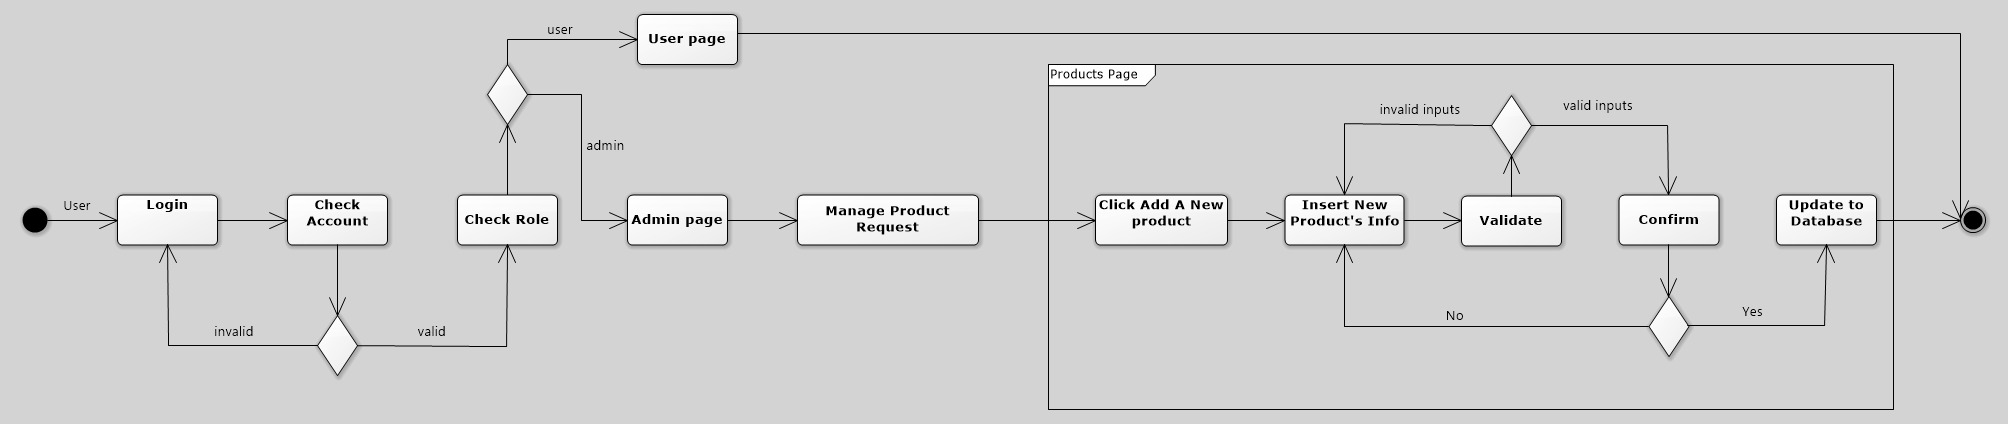 user
User page
Products Page
invalid inputs
valid inputs
admin
User
Login
Check
Account
Check Role
Admin page
Manage Product
Request
Click Add A New
product
Insert New
Product's Info
Validate
Confirm
Update to
Database
invalid
valid
No
Yes